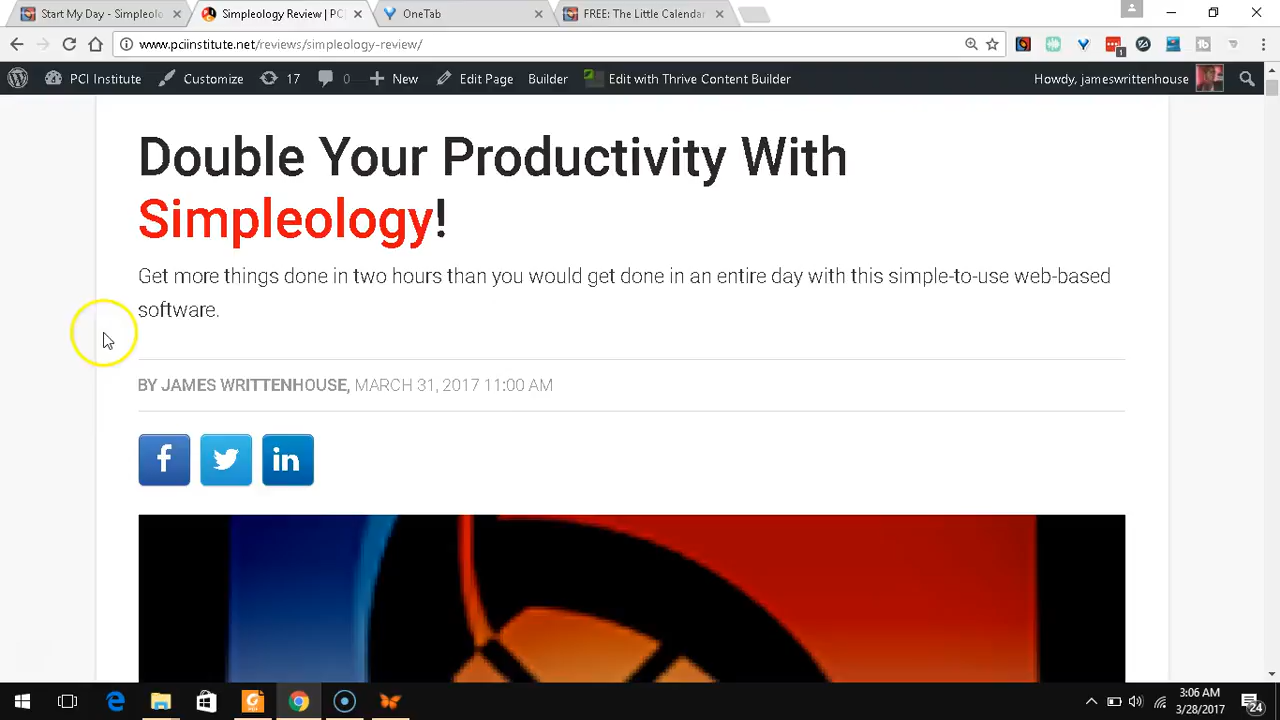 Start My Day - Simpleolo
Simpleology Review | PCI
OneTab
FREE: The Little Calendar
www.pciinstitute.net/reviews/simpleology-review/
1
PCI Institute
Customize
17
0
New
Edit Page
Builder
Edit with Thrive Content Builder
Howdy, jameswrittenhouse
Double Your Productivity With
Simpleology!
Get more things done in two hours than you would get done in an entire day with this simple-to-use web-based
software.
BY JAMES WRITTENHOUSE, MARCH 31, 2017 11:00 AM
3:06 AM
3/28/2017
24